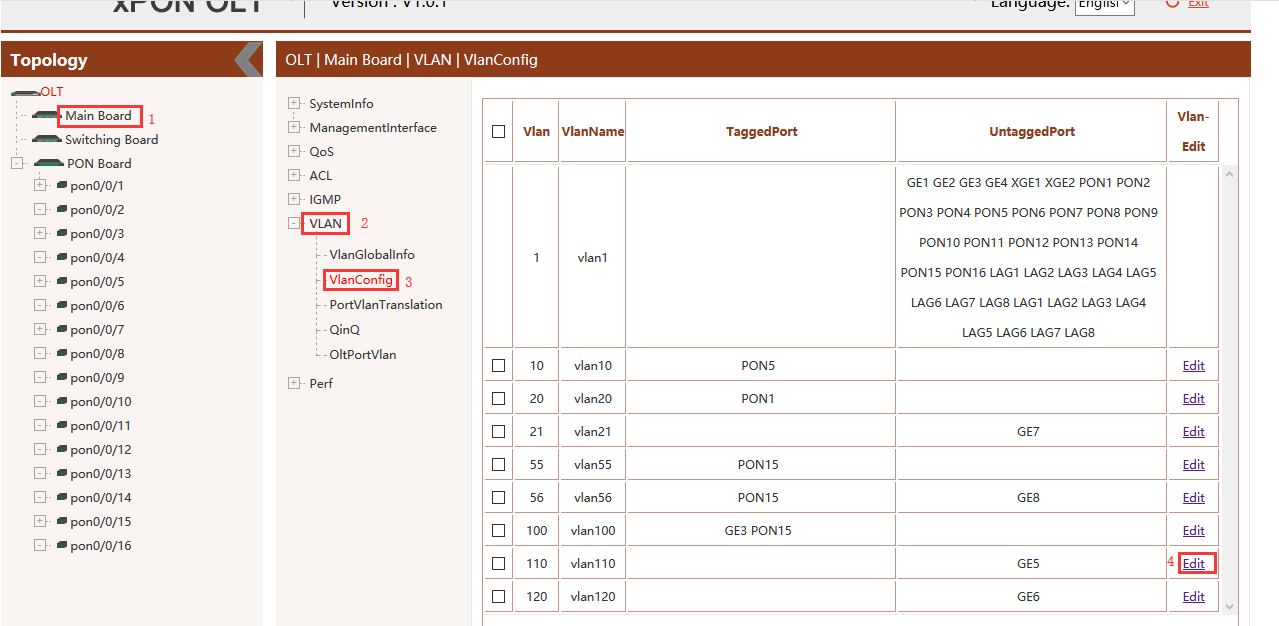 xPON OLT
Version : V1.0.1
Language: English
Exit
Topology
OLT
Main Board 1
Switching Board
PON Board
pon0/0/1
pon0/0/2
pon0/0/3
pon0/0/4
pon0/0/5
pon0/0/6
pon0/0/7
pon0/0/8
pon0/0/9
pon0/0/10
pon0/0/11
pon0/0/12
pon0/0/13
pon0/0/14
pon0/0/15
pon0/0/16
OLT | Main Board | VLAN | VlanConfig
SystemInfo
ManagementInterface
QoS
ACL
IGMP
VLAN 2
VlanGlobalInfo
VlanConfig 3
PortVlanTranslation
QinQ
OltPortVlan
Perf
Vlan VlanName TaggedPort UntaggedPort Vlan-
Edit
GE1 GE2 GE3 GE4 XGE1 XGE2 PON1 PON2
PON3 PON4 PON5 PON6 PON7 PON8 PON9
PON10 PON11 PON12 PON13 PON14
1 vlan1
PON15 PON16 LAG1 LAG2 LAG3 LAG4 LAG5
LAG6 LAG7 LAG8 LAG1 LAG2 LAG3 LAG4
LAG5 LAG6 LAG7 LAG8
10 vlan10 PON5 Edit
20 vlan20 PON1 Edit
21 vlan21 GE7 Edit
55 vlan55 PON15 Edit
56 vlan56 PON15 GE8 Edit
100 vlan100 GE3 PON15 Edit
110 vlan110 GE5 4 Edit
120 vlan120 GE6 Edit